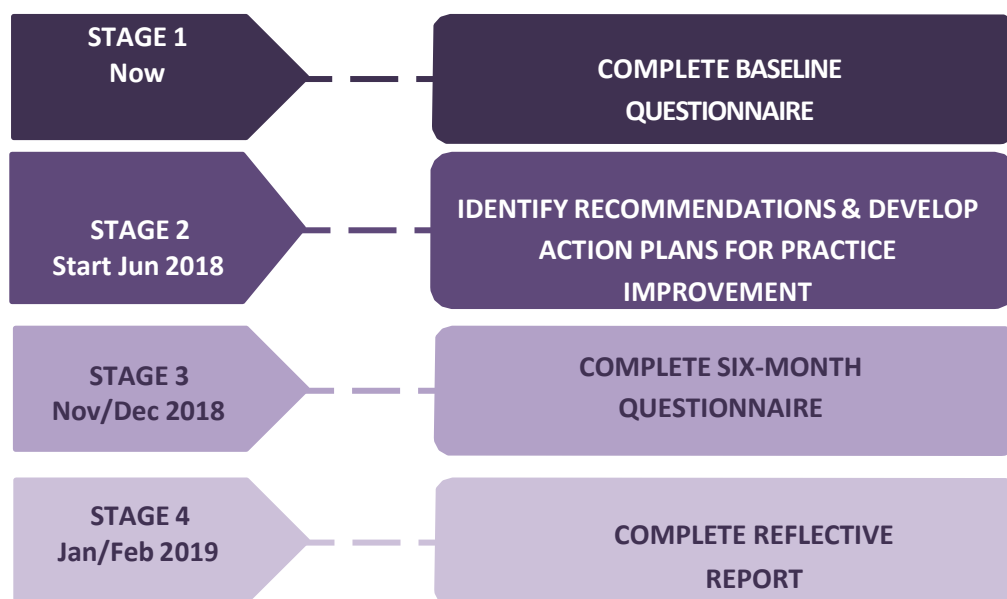 STAGE 1
Now
COMPLETE BASELINE
QUESTIONNAIRE
STAGE 2
Start Jun 2018
IDENTIFY RECOMMENDATIONS & DEVELOP
ACTION PLANS FOR PRACTICE
IMPROVEMENT
STAGE 3
Nov/Dec 2018
COMPLETE SIX-MONTH
QUESTIONNAIRE
STAGE 4
Jan/Feb 2019
COMPLETE REFLECTIVE
REPORT